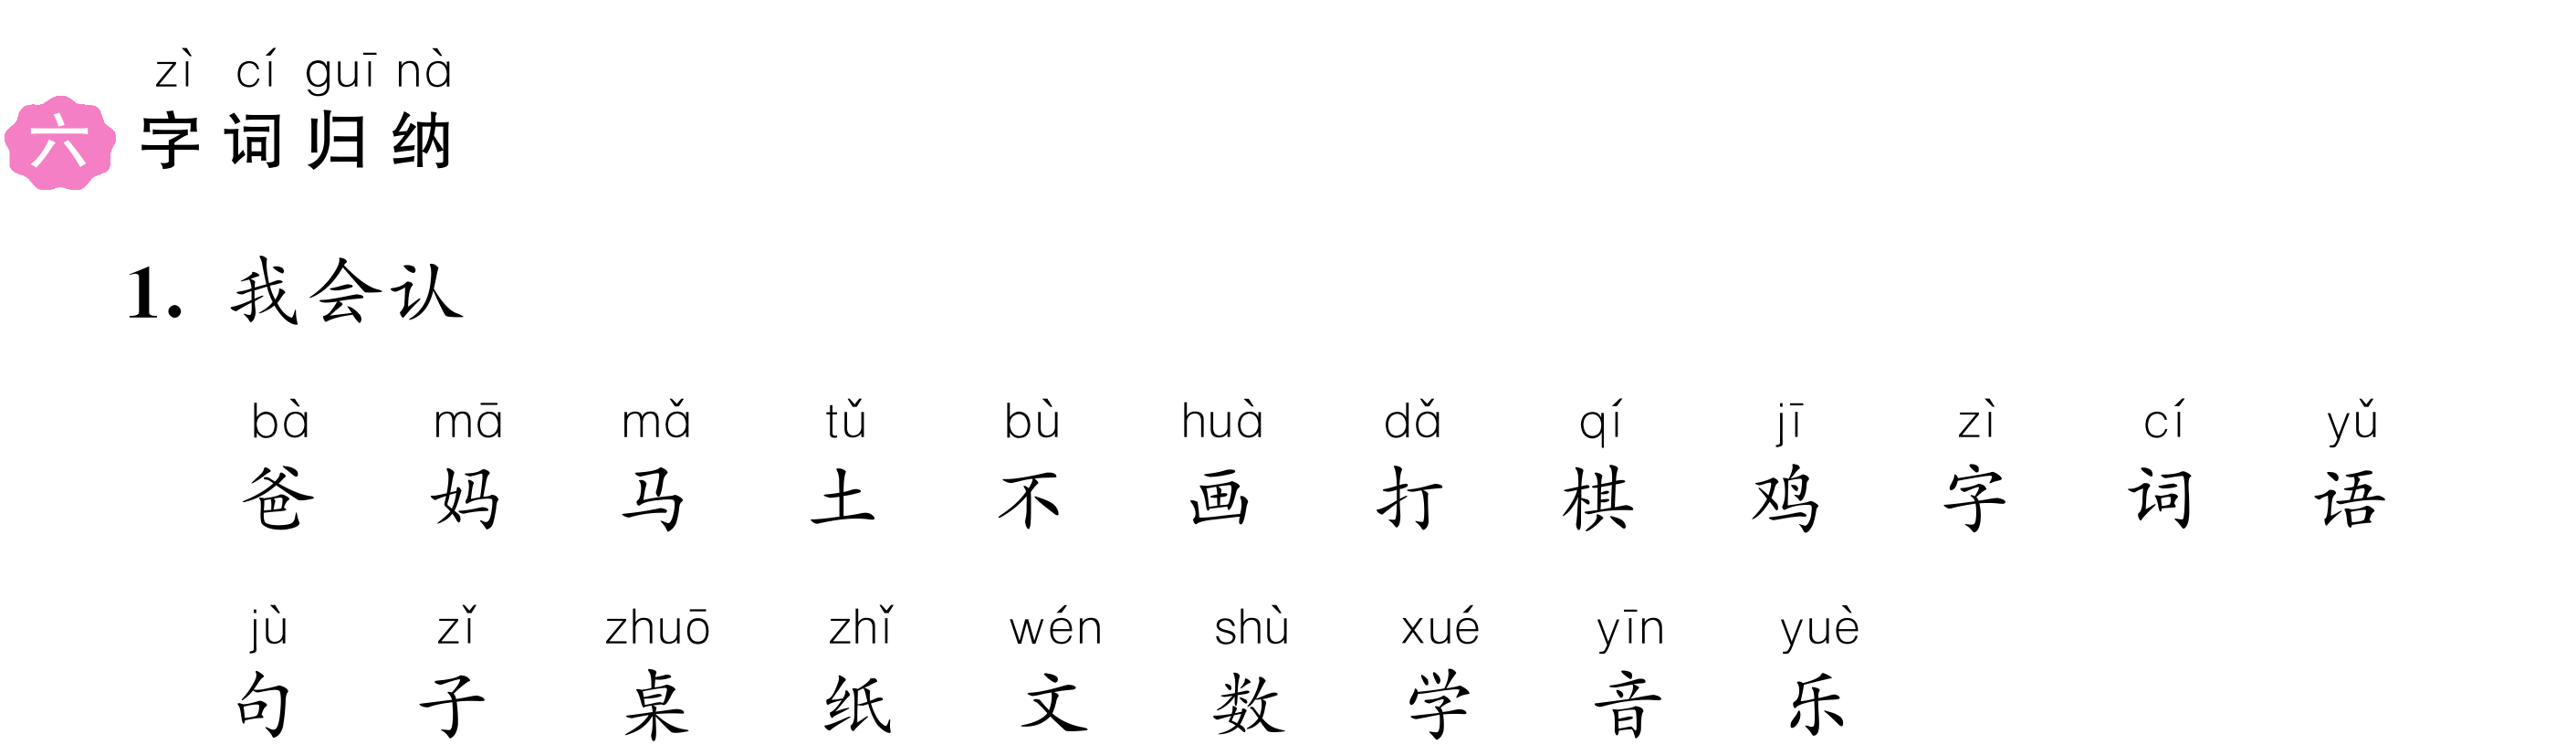 zì cí guī nà
六 字词归纳
1. 我会认
bà mā mǎ tǔ bù huà dǎ qí jī zì cí yǔ
爸 妈 马 土 不 画 打 棋 鸡 字 词 语
jù zǐ zhuō zhǐ wén shù xué yīn yuè
句 子 桌 纸 文 数 学 音 乐